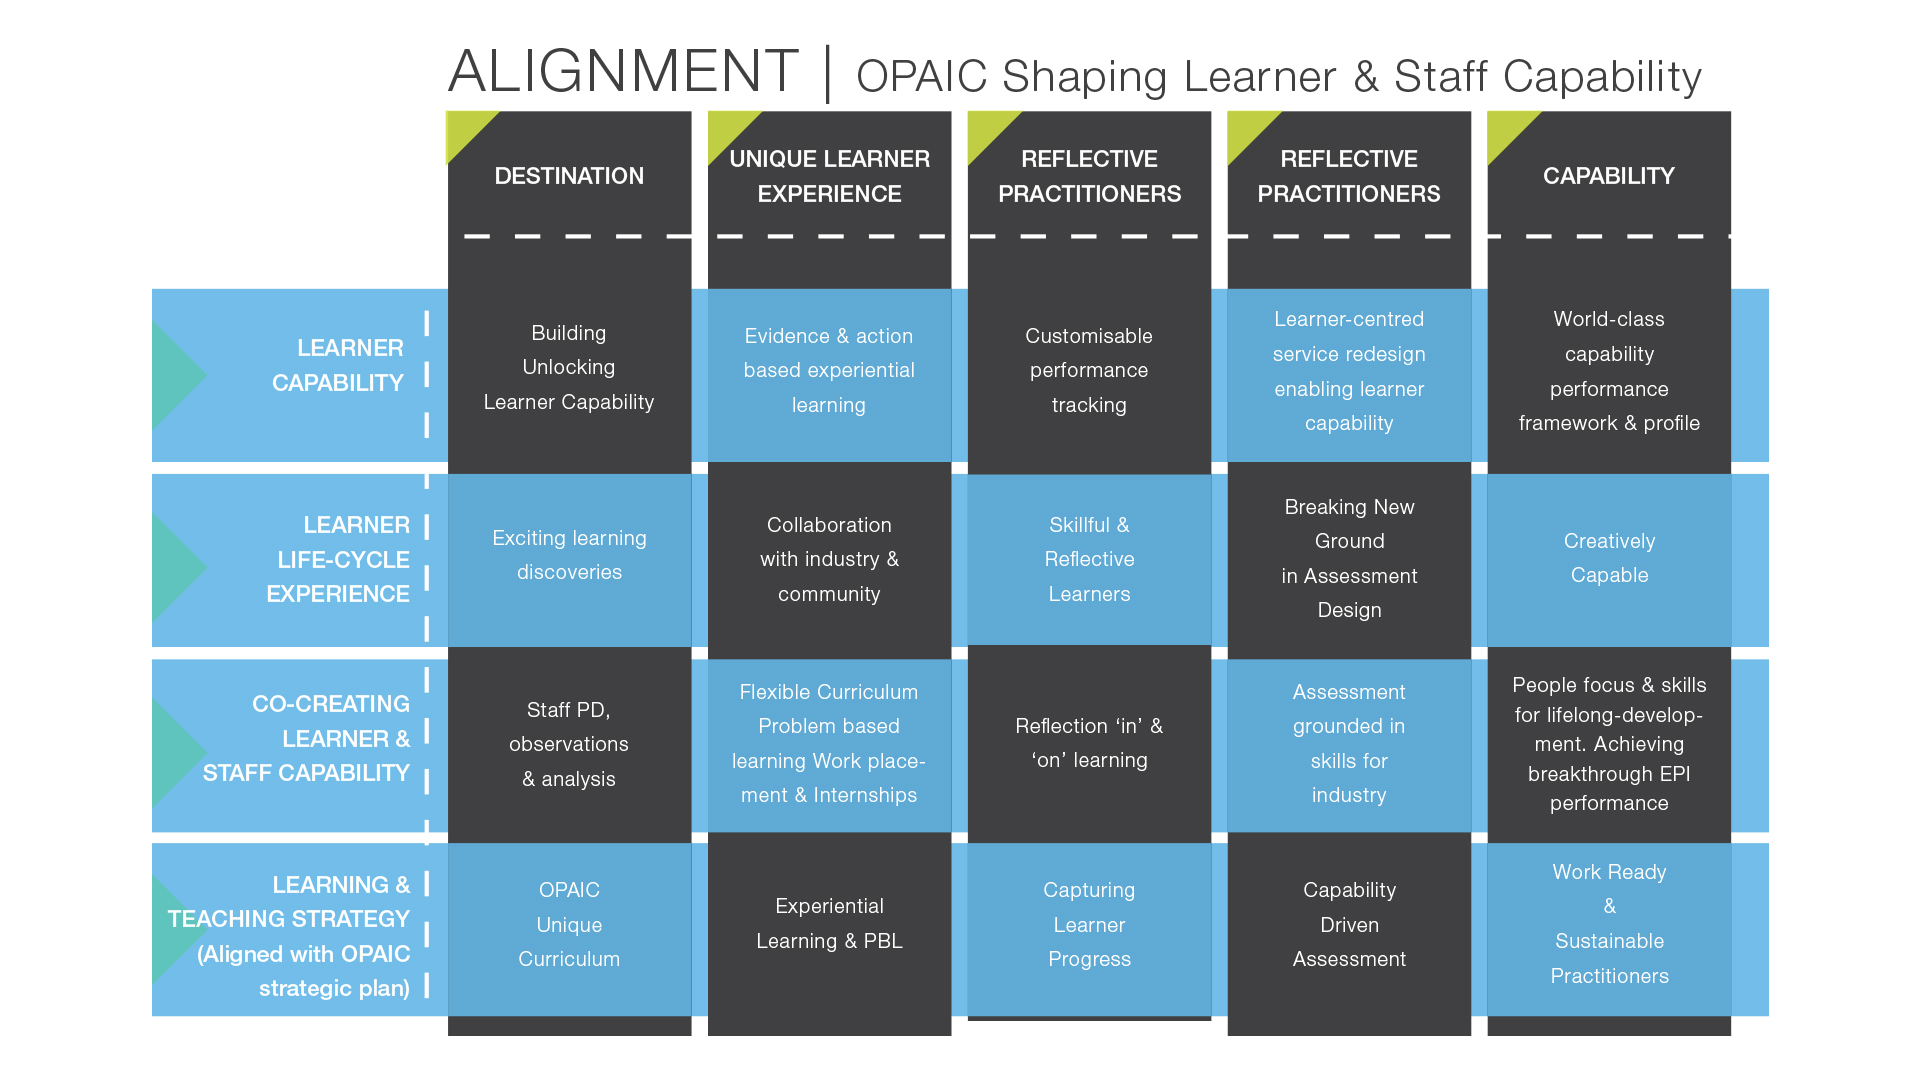 ALIGNMENT | OPAIC Shaping Learner & Staff Capability
DESTINATION
UNIQUE LEARNER
EXPERIENCE
REFLECTIVE
PRACTITIONERS
REFLECTIVE
PRACTITIONERS
CAPABILITY
LEARNER
CAPABILITY
Building
Unlocking
Learner Capability
Evidence & action
based experiential
learning
Customisable
performance
tracking
Learner-centred
service redesign
enabling learner
capability
World-class
capability
performance
framework & profile
LEARNER
LIFE-CYCLE
EXPERIENCE
Exciting learning
discoveries
Collaboration
with industry &
community
Skillful &
Reflective
Learners
Breaking New
Ground
in Assessment
Design
Creatively
Capable
CO-CREATING
LEARNER &
STAFF CAPABILITY
Staff PD,
observations
& analysis
Flexible Curriculum
Problem based
learning Work place-
ment & Internships
Reflection ‘in’ &
‘on’ learning
Assessment
grounded in
skills for
industry
People focus & skills
for lifelong-develop-
ment. Achieving
breakthrough EPI
performance
LEARNING &
TEACHING STRATEGY
(Aligned with OPAIC
strategic plan)
OPAIC
Unique
Curriculum
Experiential
Learning & PBL
Capturing
Learner
Progress
Capability
Driven
Assessment
Work Ready
&
Sustainable
Practitioners